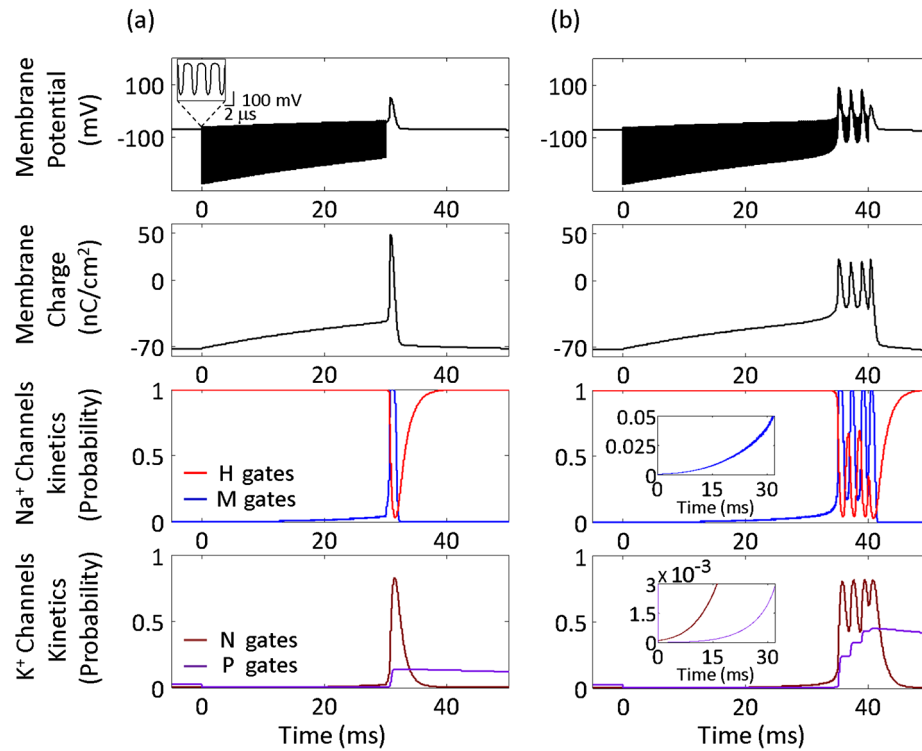 (a)
(b)
Membrane
Potential
(mV)
100
-100
100 mV
2 μs
0
20
40
100
-100
0
20
40
Membrane
Charge
(nC/cm²)
50
0
-70
0
20
40
50
0
-70
0
20
40
Na⁺ Channels
kinetics
(Probability)
1
0.5
0
H gates
M gates
0
20
40
1
0.5
0
0.05
0.025
0
0
15
30
Time (ms)
0
20
40
K⁺ Channels
Kinetics
(Probability)
1
0.5
0
N gates
P gates
0
20
40
Time (ms)
1
0.5
0
x 10⁻³
3
1.5
0
0
15
30
Time (ms)
0
20
40
Time (ms)